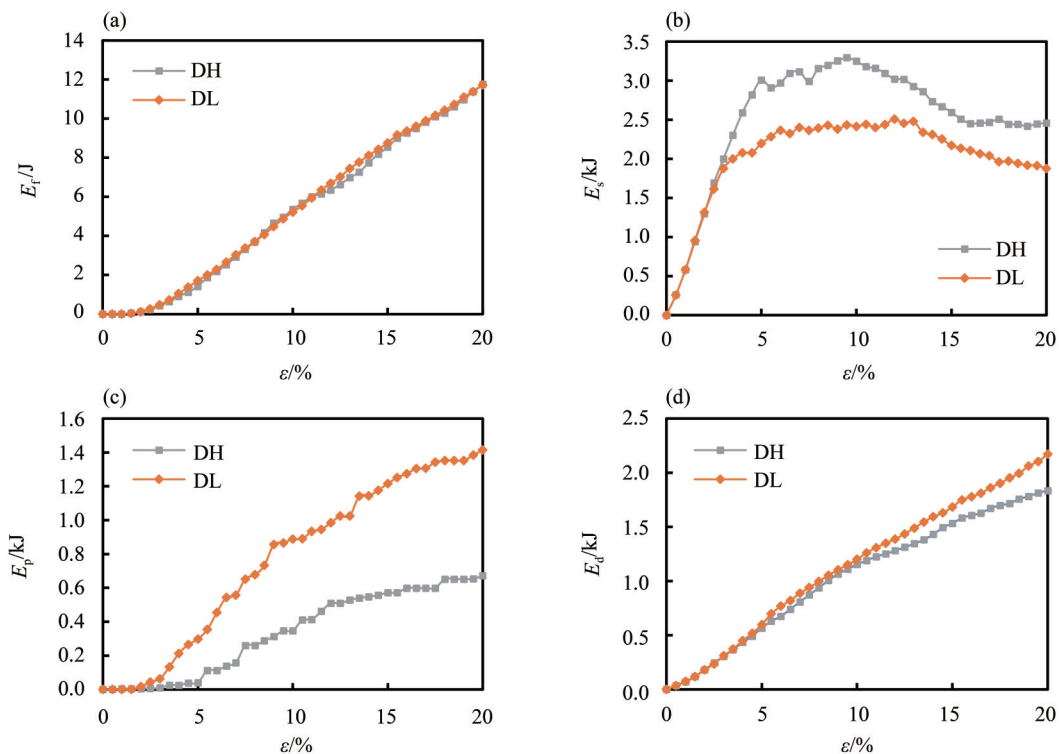 (a)
14
12
10
8
6
4
2
0
E_f/J
DH
DL
0 5 10 15 20
ε/%
(b)
3.5
3.0
2.5
2.0
1.5
1.0
0.5
0.0
E_s/kJ
DH
DL
0 5 10 15 20
ε/%
(c)
1.6
1.4
1.2
1.0
0.8
0.6
0.4
0.2
0.0
E_p/kJ
DH
DL
0 5 10 15 20
ε/%
(d)
2.5
2.0
1.5
1.0
0.5
0.0
E_d/kJ
DH
DL
0 5 10 15 20
ε/%